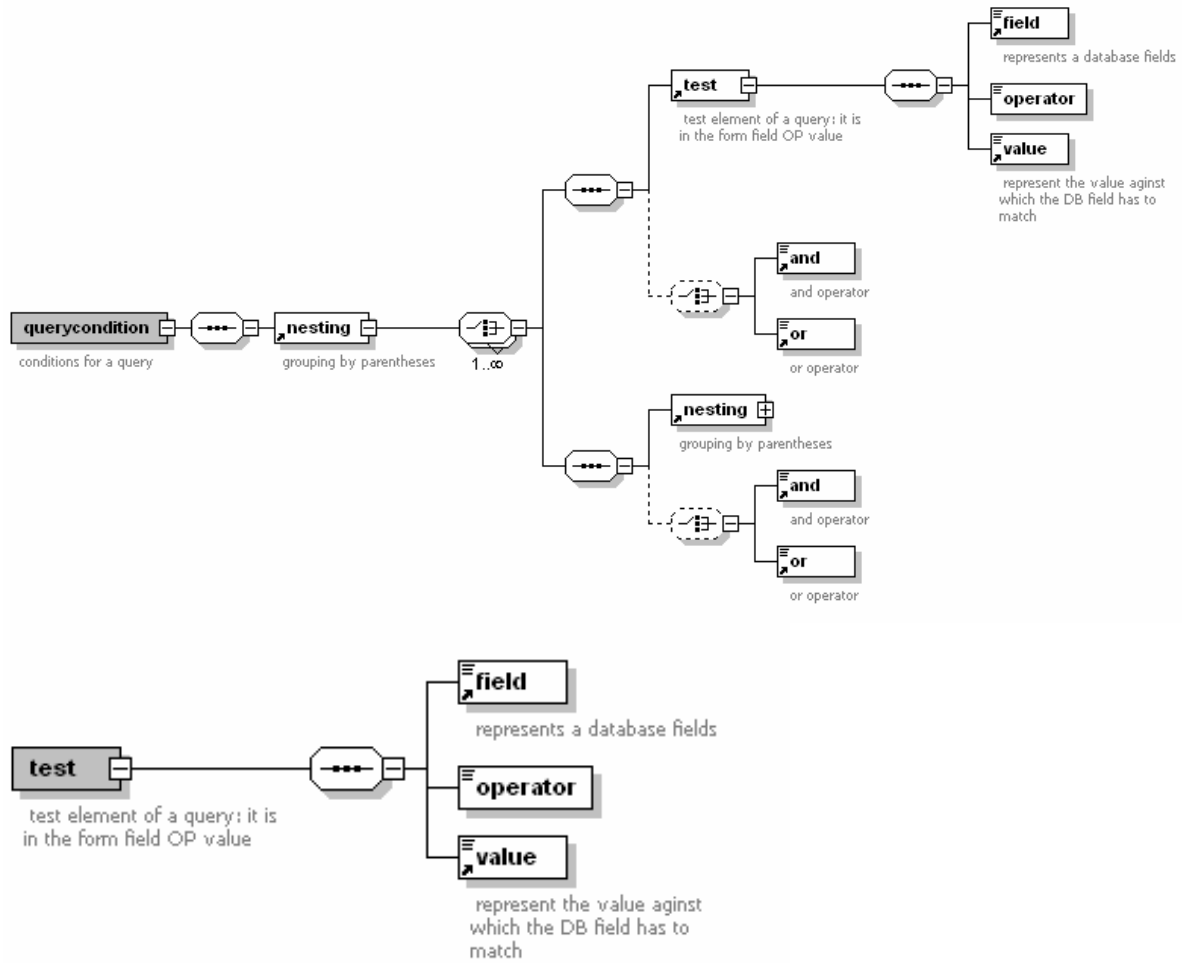 field
represents a database fields
test
operator
test element of a query: it is
in the form field OP value
value
represent the value aginst
which the DB field has to
match
and
and operator
querycondition
nesting
or
conditions for a query
grouping by parentheses
1..∞
or operator
nesting
grouping by parentheses
and
and operator
or
or operator
field
represents a database fields
test
operator
test element of a query: it is
in the form field OP value
value
represent the value aginst
which the DB field has to
match